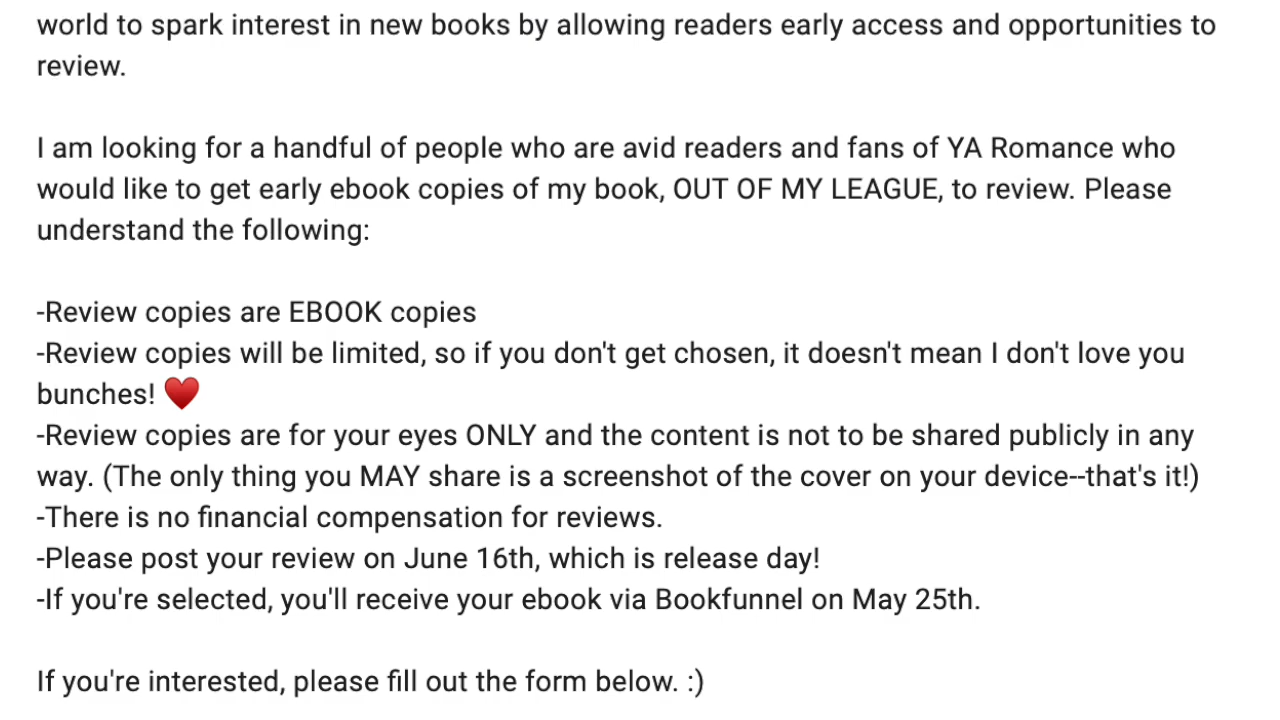 world to spark interest in new books by allowing readers early access and opportunities to
review.
I am looking for a handful of people who are avid readers and fans of YA Romance who
would like to get early ebook copies of my book, OUT OF MY LEAGUE, to review. Please
understand the following:
-Review copies are EBOOK copies
-Review copies will be limited, so if you don't get chosen, it doesn't mean I don't love you
bunches! ♥️
-Review copies are for your eyes ONLY and the content is not to be shared publicly in any
way. (The only thing you MAY share is a screenshot of the cover on your device--that's it!)
-There is no financial compensation for reviews.
-Please post your review on June 16th, which is release day!
-If you're selected, you'll receive your ebook via Bookfunnel on May 25th.
If you're interested, please fill out the form below. :)